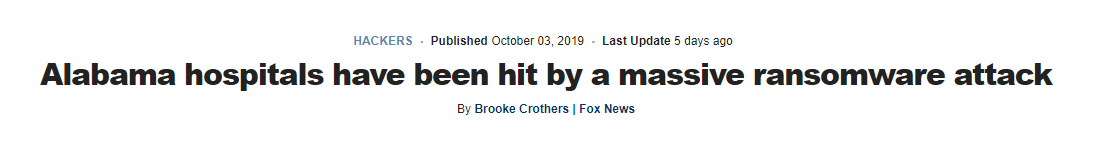 HACKERS · Published October 03, 2019 · Last Update 5 days ago
Alabama hospitals have been hit by a massive ransomware attack
By Brooke Crothers | Fox News